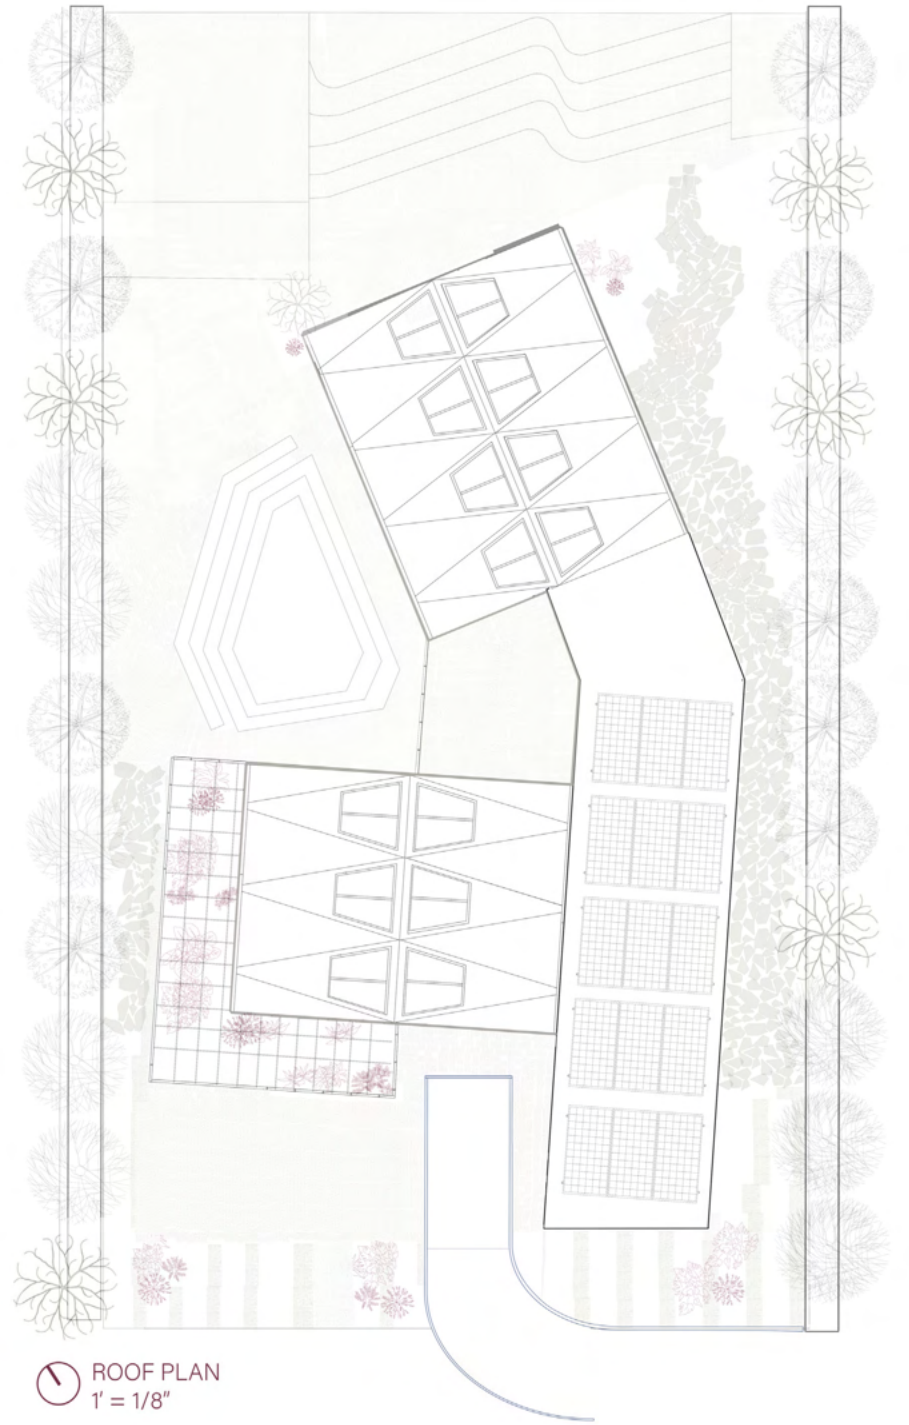 ROOF PLAN
1' = 1/8"